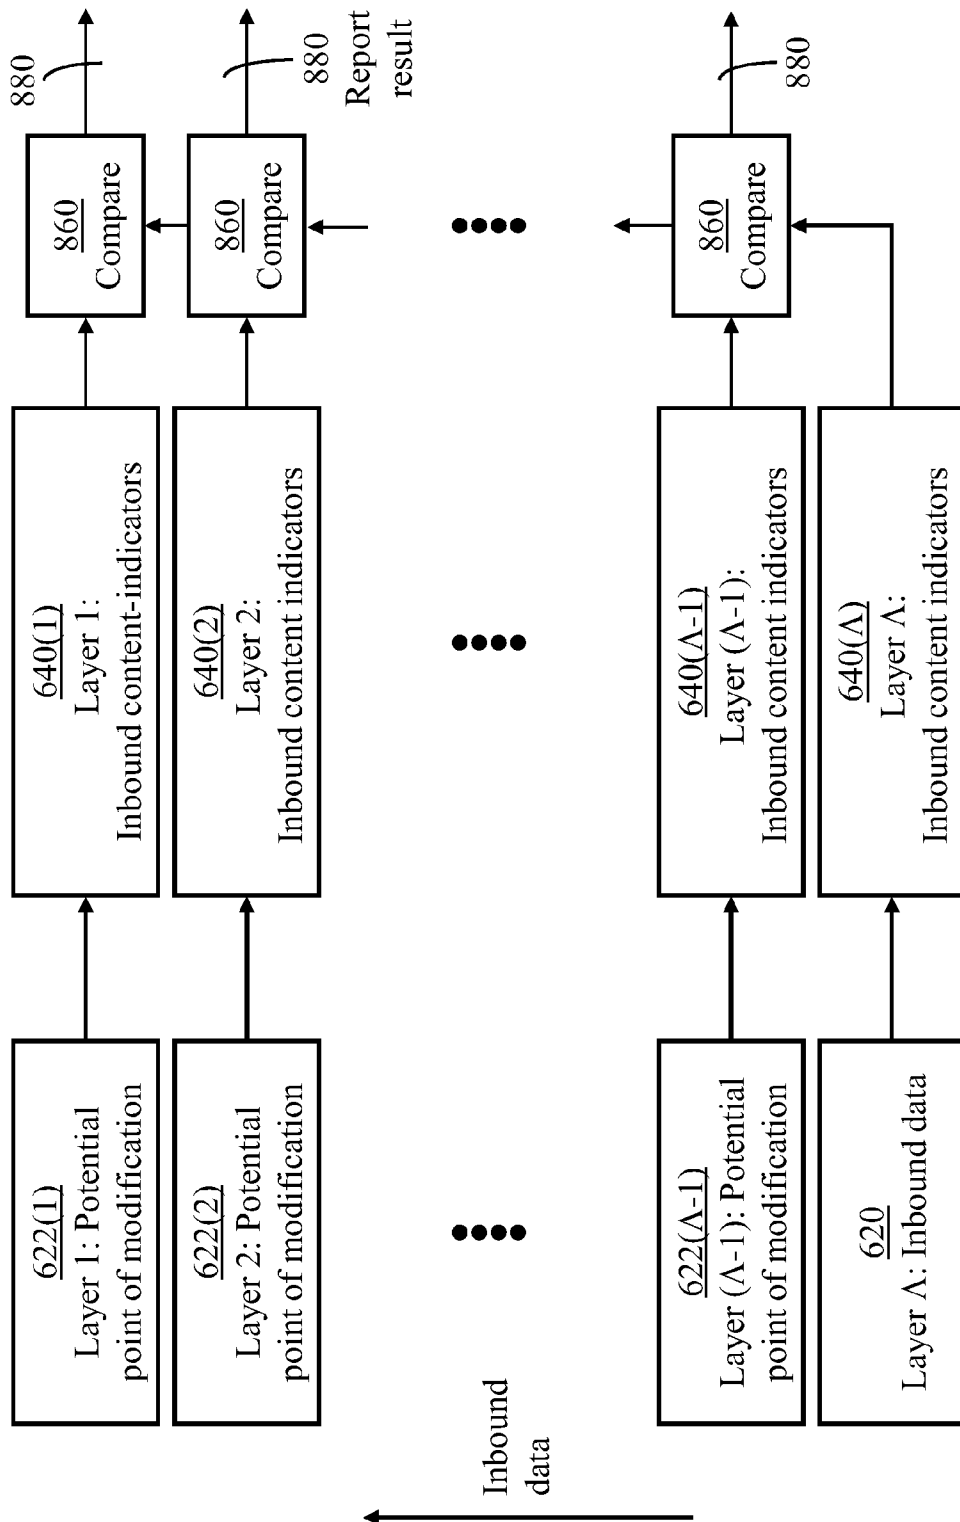 622(1)
Layer 1: Potential
point of modification
640(1)
Layer 1:
Inbound content-indicators
860
Compare
880
622(2)
Layer 2: Potential
point of modification
640(2)
Layer 2:
Inbound content indicators
860
Compare
880
Report
result
Inbound
data
622(Λ-1)
Layer (Λ-1): Potential
point of modification
640(Λ-1)
Layer (Λ-1):
Inbound content indicators
860
Compare
880
620
Layer Λ: Inbound data
640(Λ)
Layer Λ:
Inbound content indicators